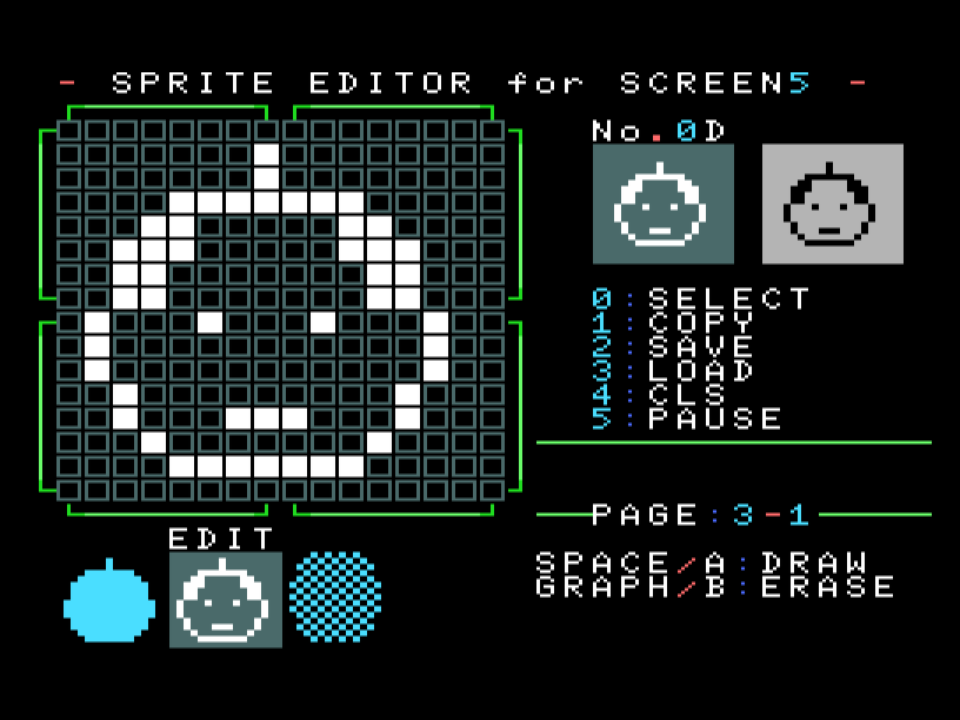 - SPRITE EDITOR for SCREEN5 -
No.0D
0:SELECT
1:COPY
2:SAVE
3:LOAD
4:CLS
5:PAUSE
PAGE:3-1
EDIT
SPACE/A:DRAW
GRAPH/B:ERASE